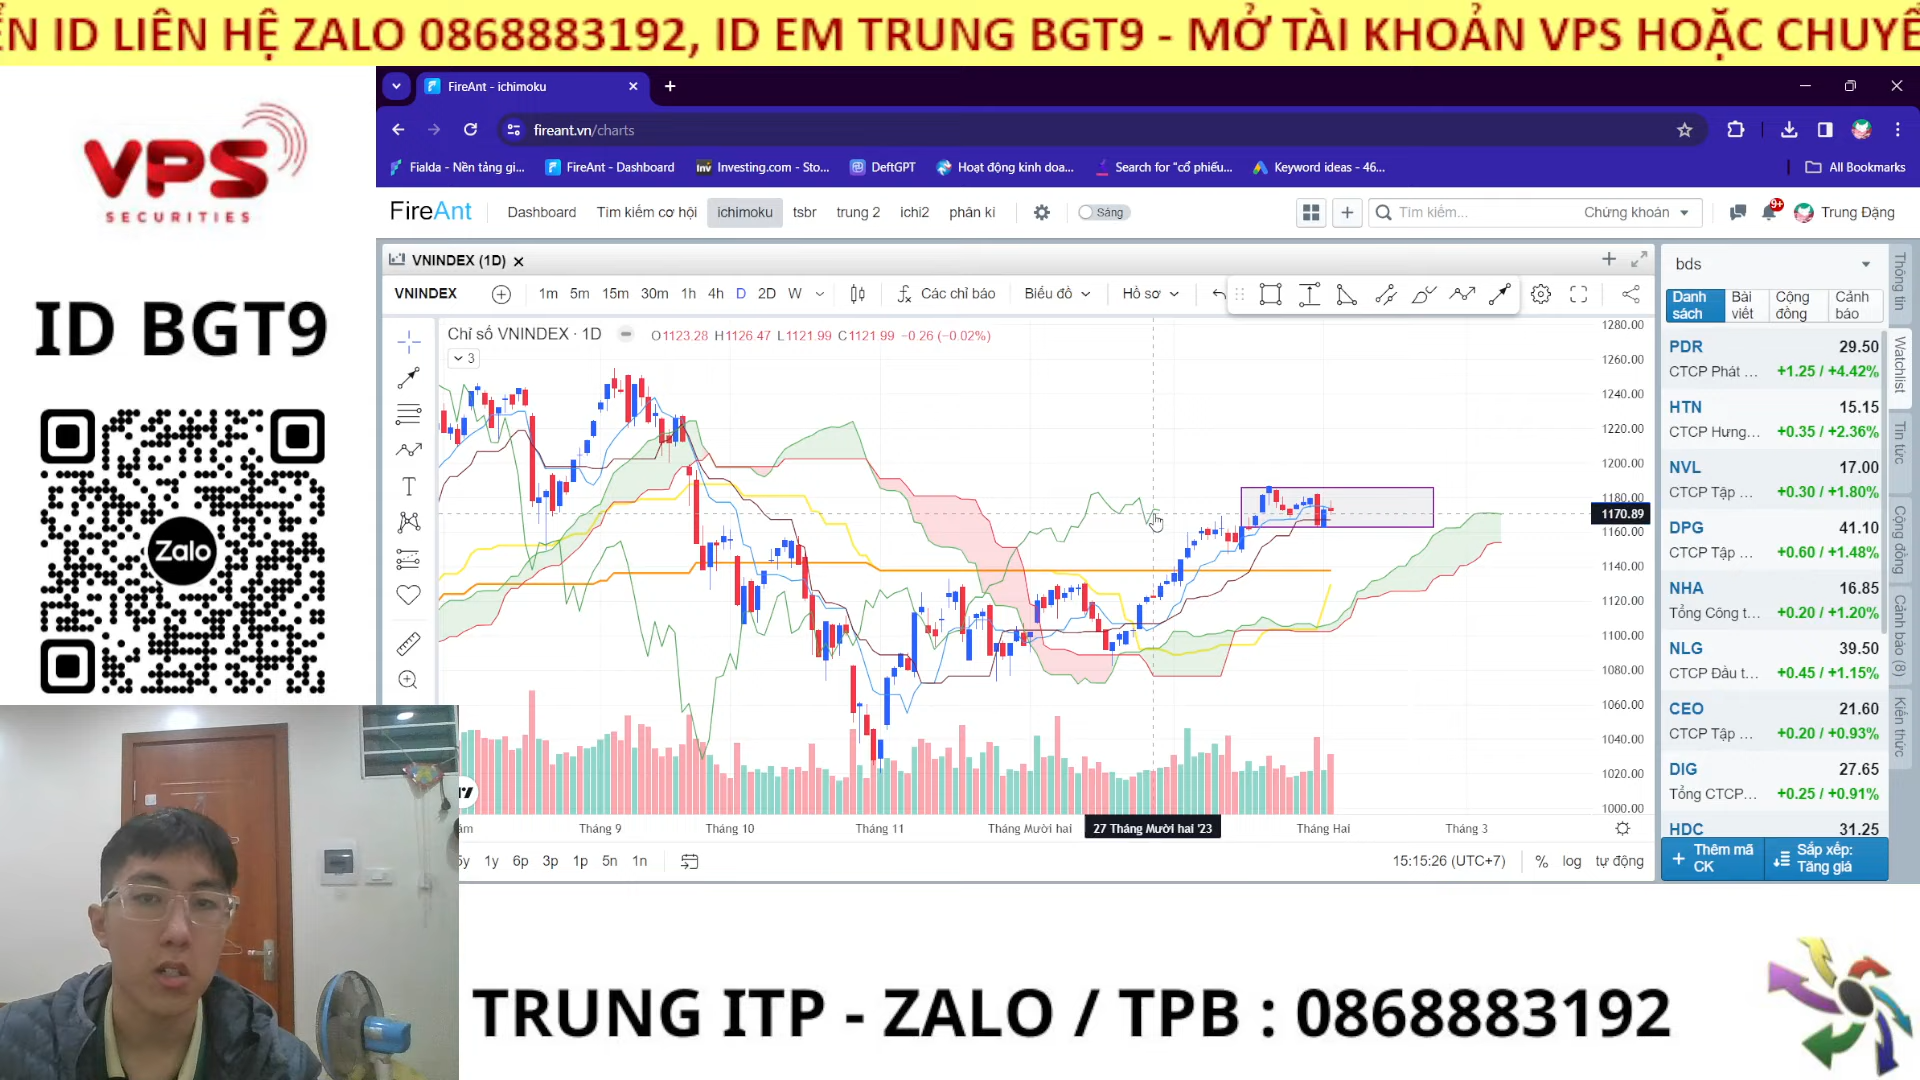 ỂN ID LIÊN HỆ ZALO 0868883192, ID EM TRUNG BGT9 - MỞ TÀI KHOẢN VPS HOẶC CHUYỂ
VPS
SECURITIES
ID BGT9
Zalo
FireAnt - ichimoku
fireant.vn/charts
Fialda - Nền tảng gi...
FireAnt - Dashboard
Investing.com - Sto...
DeftGPT
Hoạt động kinh doa...
Search for "cổ phiếu...
Keyword ideas - 46...
All Bookmarks
FireAnt
Dashboard
Tìm kiếm cơ hội
ichimoku
tsbr
trung 2
ichi2
phân kì
Sáng
Tìm kiếm...
Chứng khoán
9+
Trung Đặng
VNINDEX (1D)
VNINDEX
1m 5m 15m 30m 1h 4h D 2D W
Các chỉ báo
Biểu đồ
Hồ sơ
Chỉ số VNINDEX · 1D
O1123.28 H1126.47 L1121.99 C1121.99 −0.26 (−0.02%)
3
1280.00
1260.00
1240.00
1220.00
1200.00
1180.00
1170.89
1160.00
1140.00
1120.00
1100.00
1080.00
1060.00
1040.00
1020.00
1000.00
Tháng 9
Tháng 10
Tháng 11
Tháng Mười hai
27 Tháng Mười hai '23
Tháng Hai
Tháng 3
5y 1y 6p 3p 1p 5n 1n
15:15:26 (UTC+7)
%
log
tự động
bds
Danh sách
Bài viết
Cộng đồng
Cảnh báo
PDR 29.50
CTCP Phát ... +1.25 / +4.42%
HTN 15.15
CTCP Hưng... +0.35 / +2.36%
NVL 17.00
CTCP Tập ... +0.30 / +1.80%
DPG 41.10
CTCP Tập ... +0.60 / +1.48%
NHA 16.85
Tổng Công t... +0.20 / +1.20%
NLG 39.50
CTCP Đầu t... +0.45 / +1.15%
CEO 21.60
CTCP Tập ... +0.20 / +0.93%
DIG 27.65
Tổng CTCP... +0.25 / +0.91%
HDC 31.25
Thêm mã CK
Sắp xếp: Tăng giá
Thông tin
Watchlist
Tin tức
Cộng đồng
Cảnh báo (8)
Kiến thức
TRUNG ITP - ZALO / TPB : 0868883192